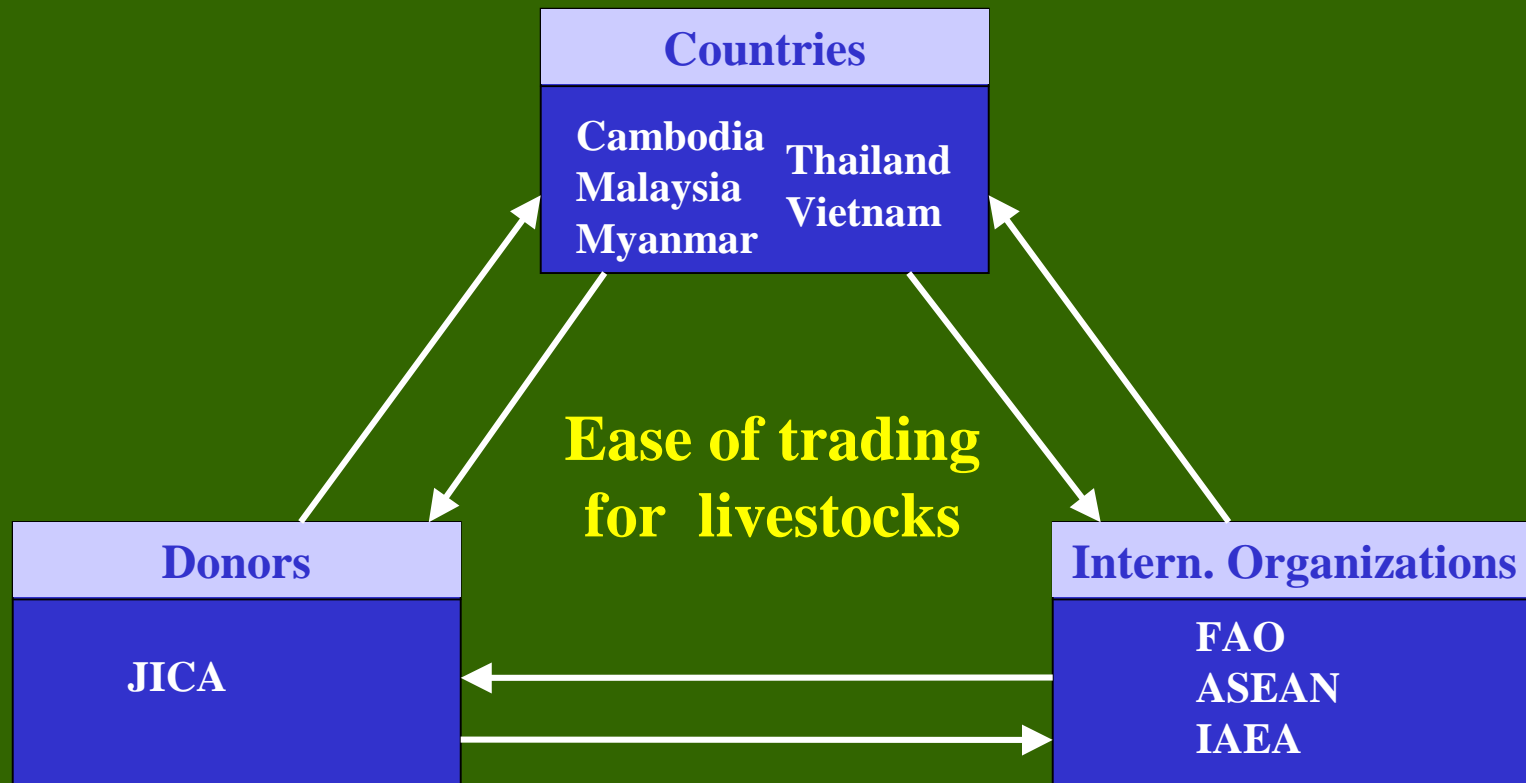 Countries
Cambodia
Malaysia
Myanmar
Thailand
Vietnam
Ease of trading
for livestocks
Donors
JICA
Intern. Organizations
FAO
ASEAN
IAEA